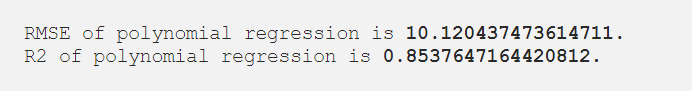 RMSE of polynomial regression is 10.120437473614711.
R2 of polynomial regression is 0.8537647164420812.